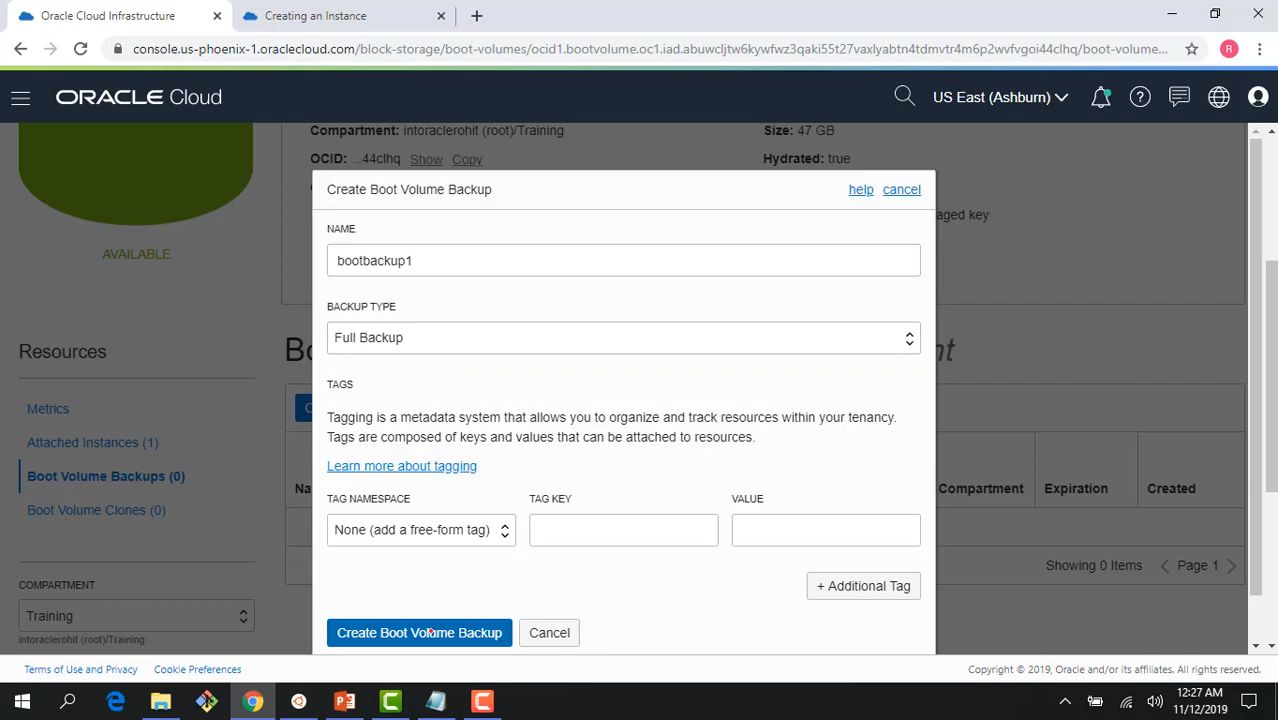 Oracle Cloud Infrastructure
Creating an Instance
console.us-phoenix-1.oraclecloud.com/block-storage/boot-volumes/ocid1.bootvolume.oc1.iad.abuwcljtw6kywfwz3qaki55t27vaxlyabtn4tdmvtr4m6p2wvfvgoi44clhq/boot-volume...
R
ORACLE Cloud
US East (Ashburn)
Compartment: intoraclerohit (root)/Training
Size: 47 GB
OCID: ...44clhq Show Copy
Hydrated: true
Create Boot Volume Backup
help cancel
aged key
NAME
bootbackup1
AVAILABLE
BACKUP TYPE
Full Backup
Resources
TAGS
Tagging is a metadata system that allows you to organize and track resources within your tenancy.
Tags are composed of keys and values that can be attached to resources.
Learn more about tagging
Metrics
Attached Instances (1)
Boot Volume Backups (0)
Boot Volume Clones (0)
Compartment
Expiration
Created
TAG NAMESPACE
TAG KEY
VALUE
None (add a free-form tag)
Showing 0 Items
Page 1
+ Additional Tag
COMPARTMENT
Training
intoraclerohit (root)/Training
Create Boot Volume Backup
Cancel
Terms of Use and Privacy
Cookie Preferences
Copyright © 2019, Oracle and/or its affiliates. All rights reserved.
12:27 AM
11/12/2019